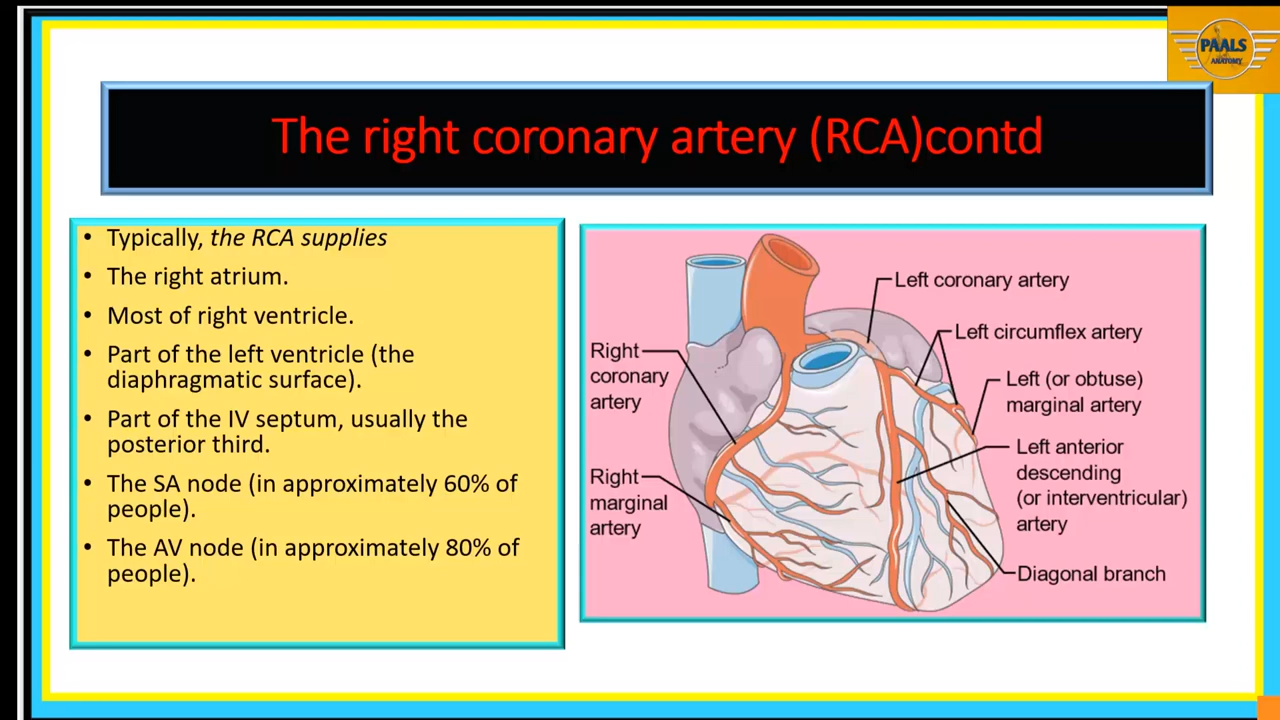 PAALS
ANATOMY
The right coronary artery (RCA)contd
• Typically, the RCA supplies
• The right atrium.
• Most of right ventricle.
• Part of the left ventricle (the
diaphragmatic surface).
• Part of the IV septum, usually the
posterior third.
• The SA node (in approximately 60% of
people).
• The AV node (in approximately 80% of
people).
Left coronary artery
Left circumflex artery
Right
coronary
artery
Left (or obtuse)
marginal artery
Left anterior
descending
(or interventricular)
artery
Right
marginal
artery
Diagonal branch